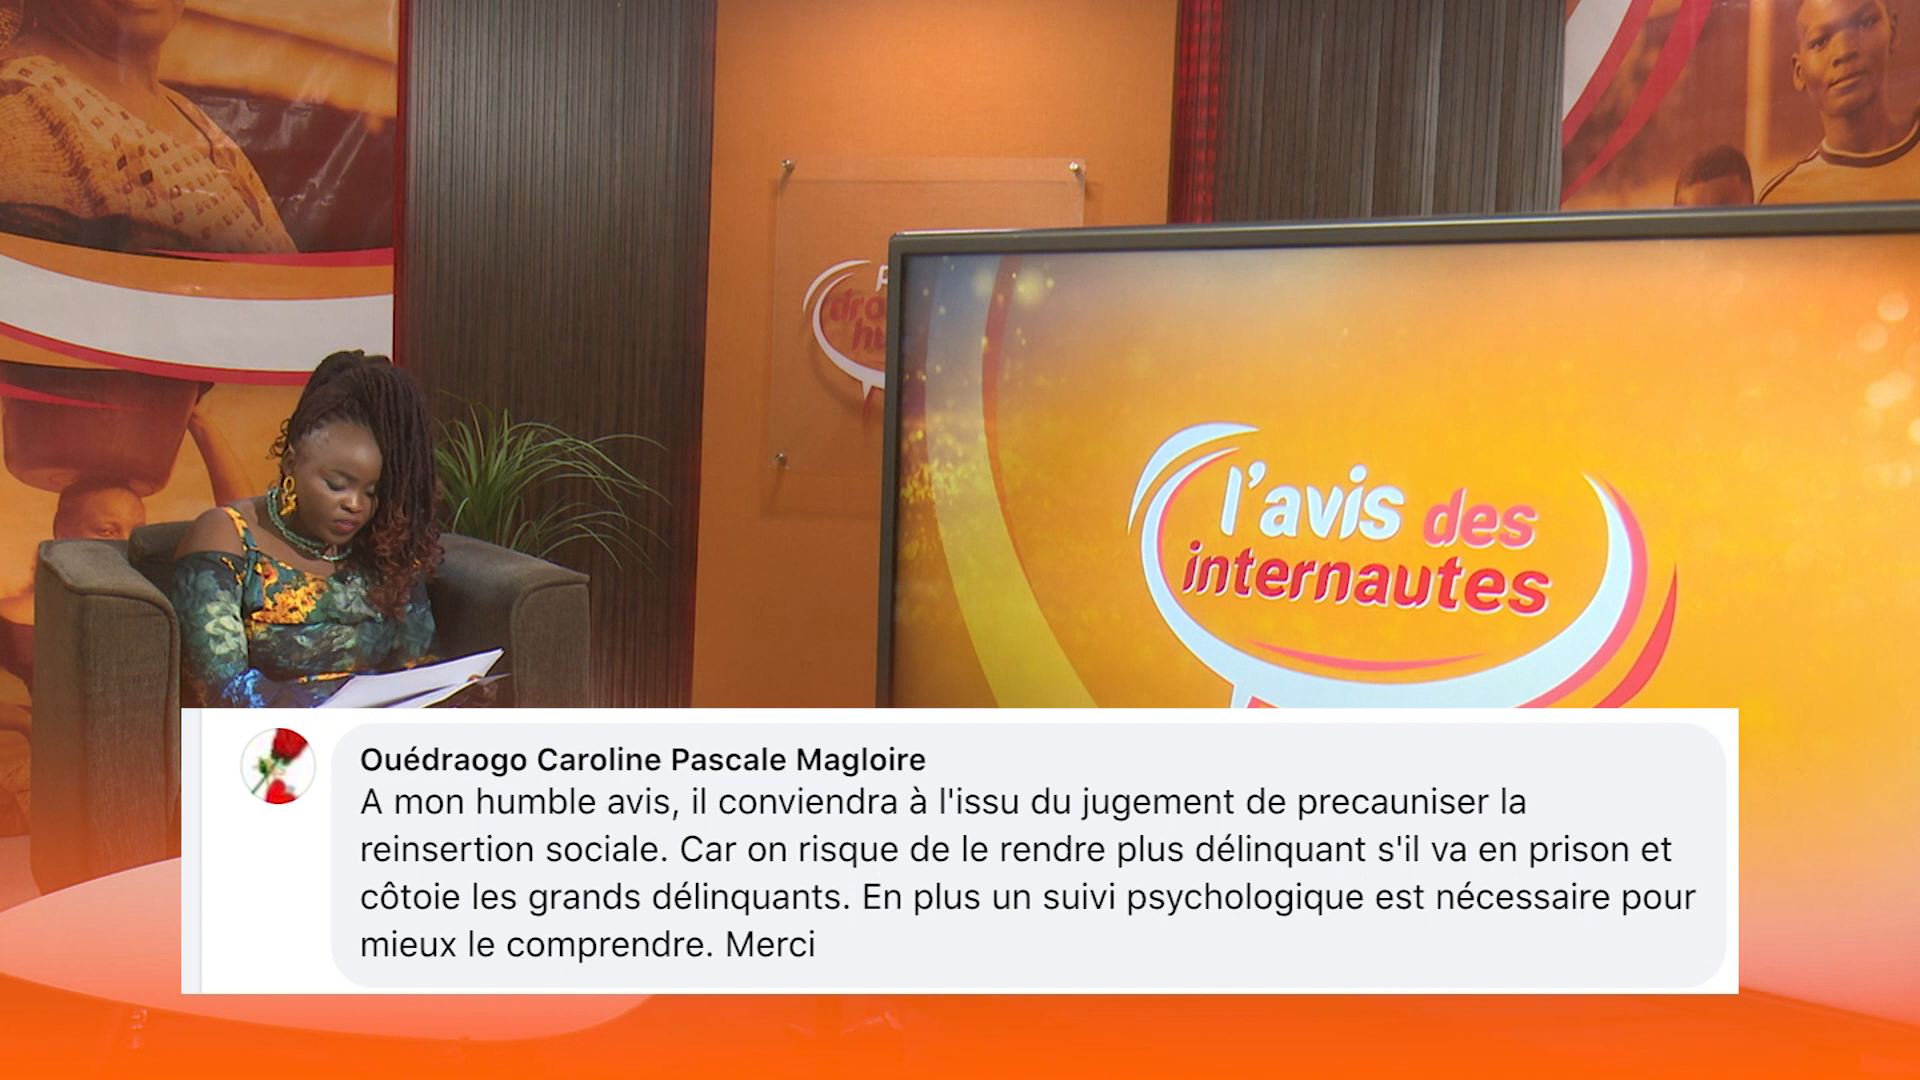 l'avis des
internautes
Ouédraogo Caroline Pascale Magloire
A mon humble avis, il conviendra à l'issu du jugement de precauniser la
reinsertion sociale. Car on risque de le rendre plus délinquant s'il va en prison et
côtoie les grands délinquants. En plus un suivi psychologique est nécessaire pour
mieux le comprendre. Merci